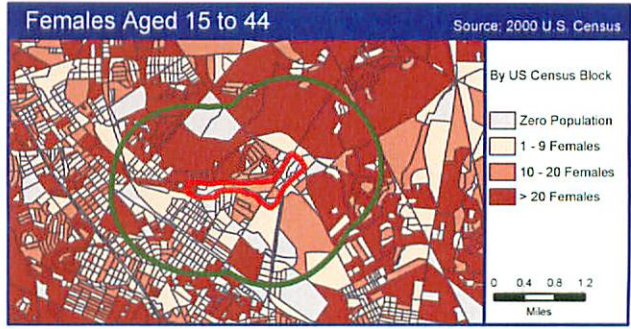 Females Aged 15 to 44
Source: 2000 U.S. Census
By US Census Block
Zero Population
1 - 9 Females
10 - 20 Females
> 20 Females
0 0.4 0.8 1.2
Miles